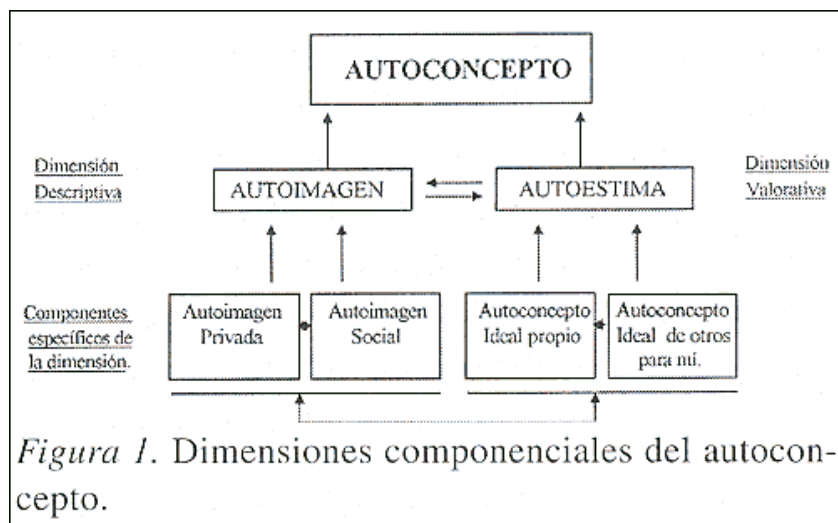 AUTOCONCEPTO
Dimensión
Descriptiva
AUTOIMAGEN
AUTOESTIMA
Dimensión
Valorativa
Componentes
específicos de
la dimensión.
Autoimagen
Privada
Autoimagen
Social
Autoconcepto
Ideal propio
Autoconcepto
Ideal de otros
para mí.
Figura 1. Dimensiones componenciales del autocon-
cepto.